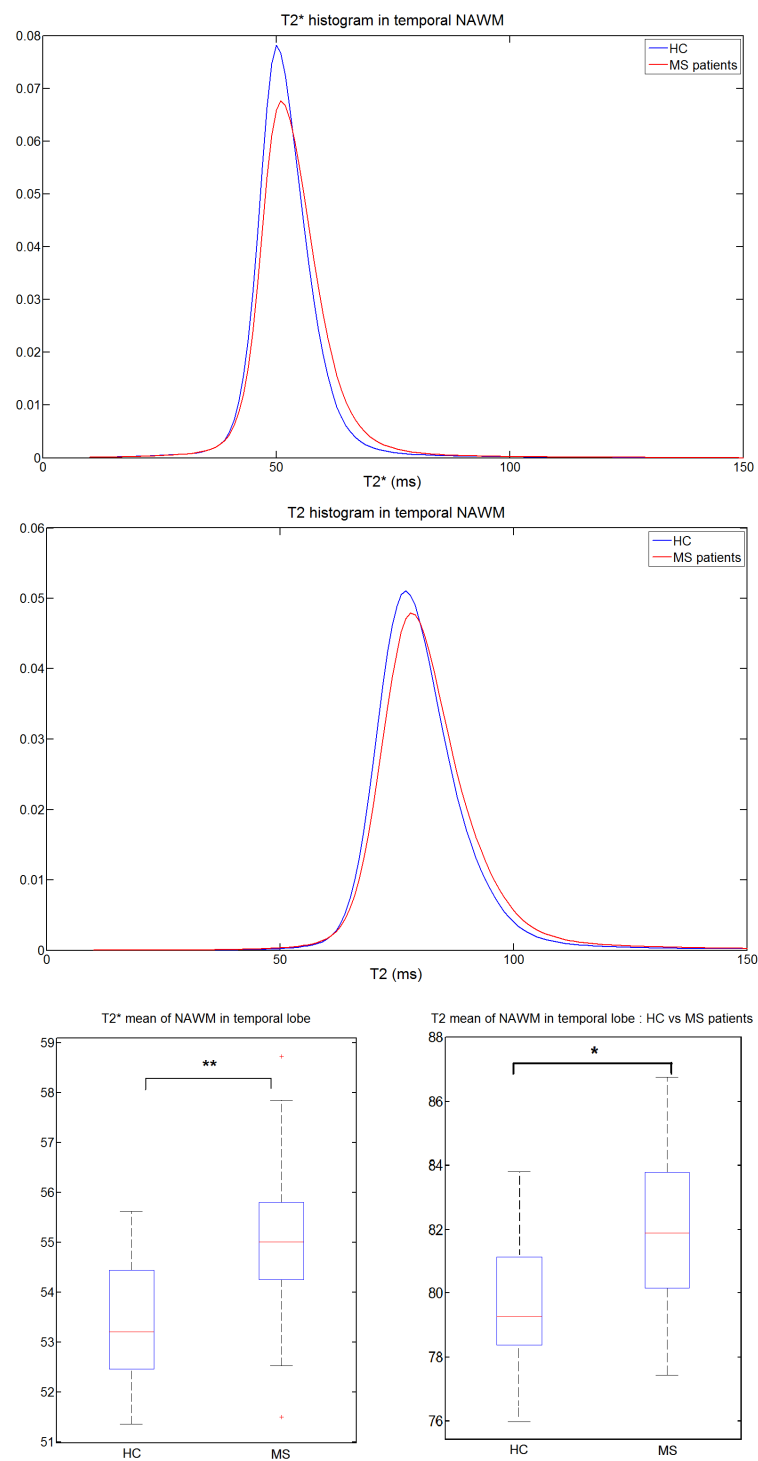 T2* histogram in temporal NAWM
0.08
0.07
0.06
0.05
0.04
0.03
0.02
0.01
0
HC
MS patients
0 50 100 150
T2* (ms)
T2 histogram in temporal NAWM
0.06
0.05
0.04
0.03
0.02
0.01
0
HC
MS patients
0 50 100 150
T2 (ms)
T2* mean of NAWM in temporal lobe
59
58
57
56
55
54
53
52
51
**
HC MS
T2 mean of NAWM in temporal lobe : HC vs MS patients
88
86
84
82
80
78
76
*
HC MS